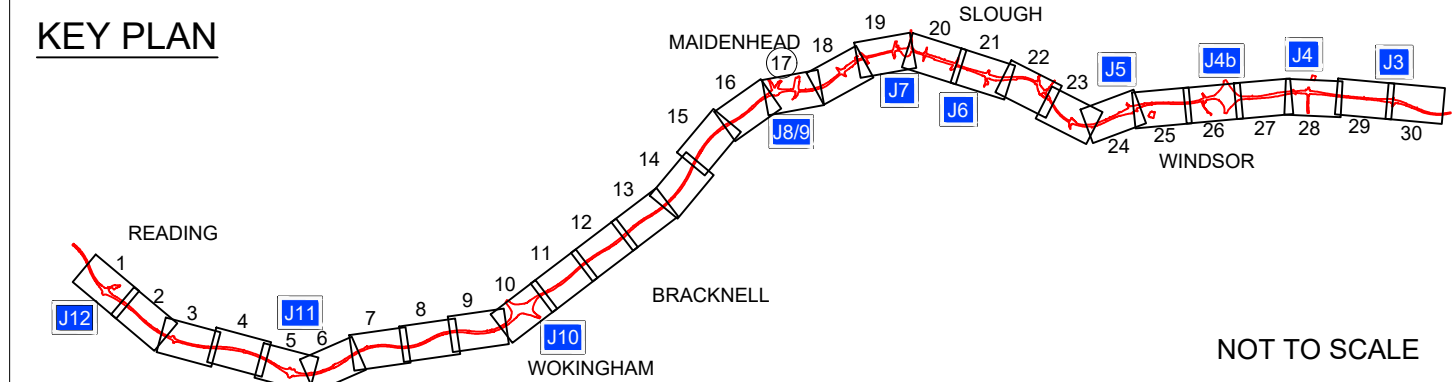 KEY PLAN
READING
1
J12
2
3
4
J11
5
6
7
8
9
10
J10
WOKINGHAM
11
BRACKNELL
12
13
14
15
16
MAIDENHEAD
17
J8/9
18
19
J7
20
SLOUGH
J6
21
22
23
J5
24
25
WINDSOR
J4b
26
27
J4
28
29
J3
30
NOT TO SCALE